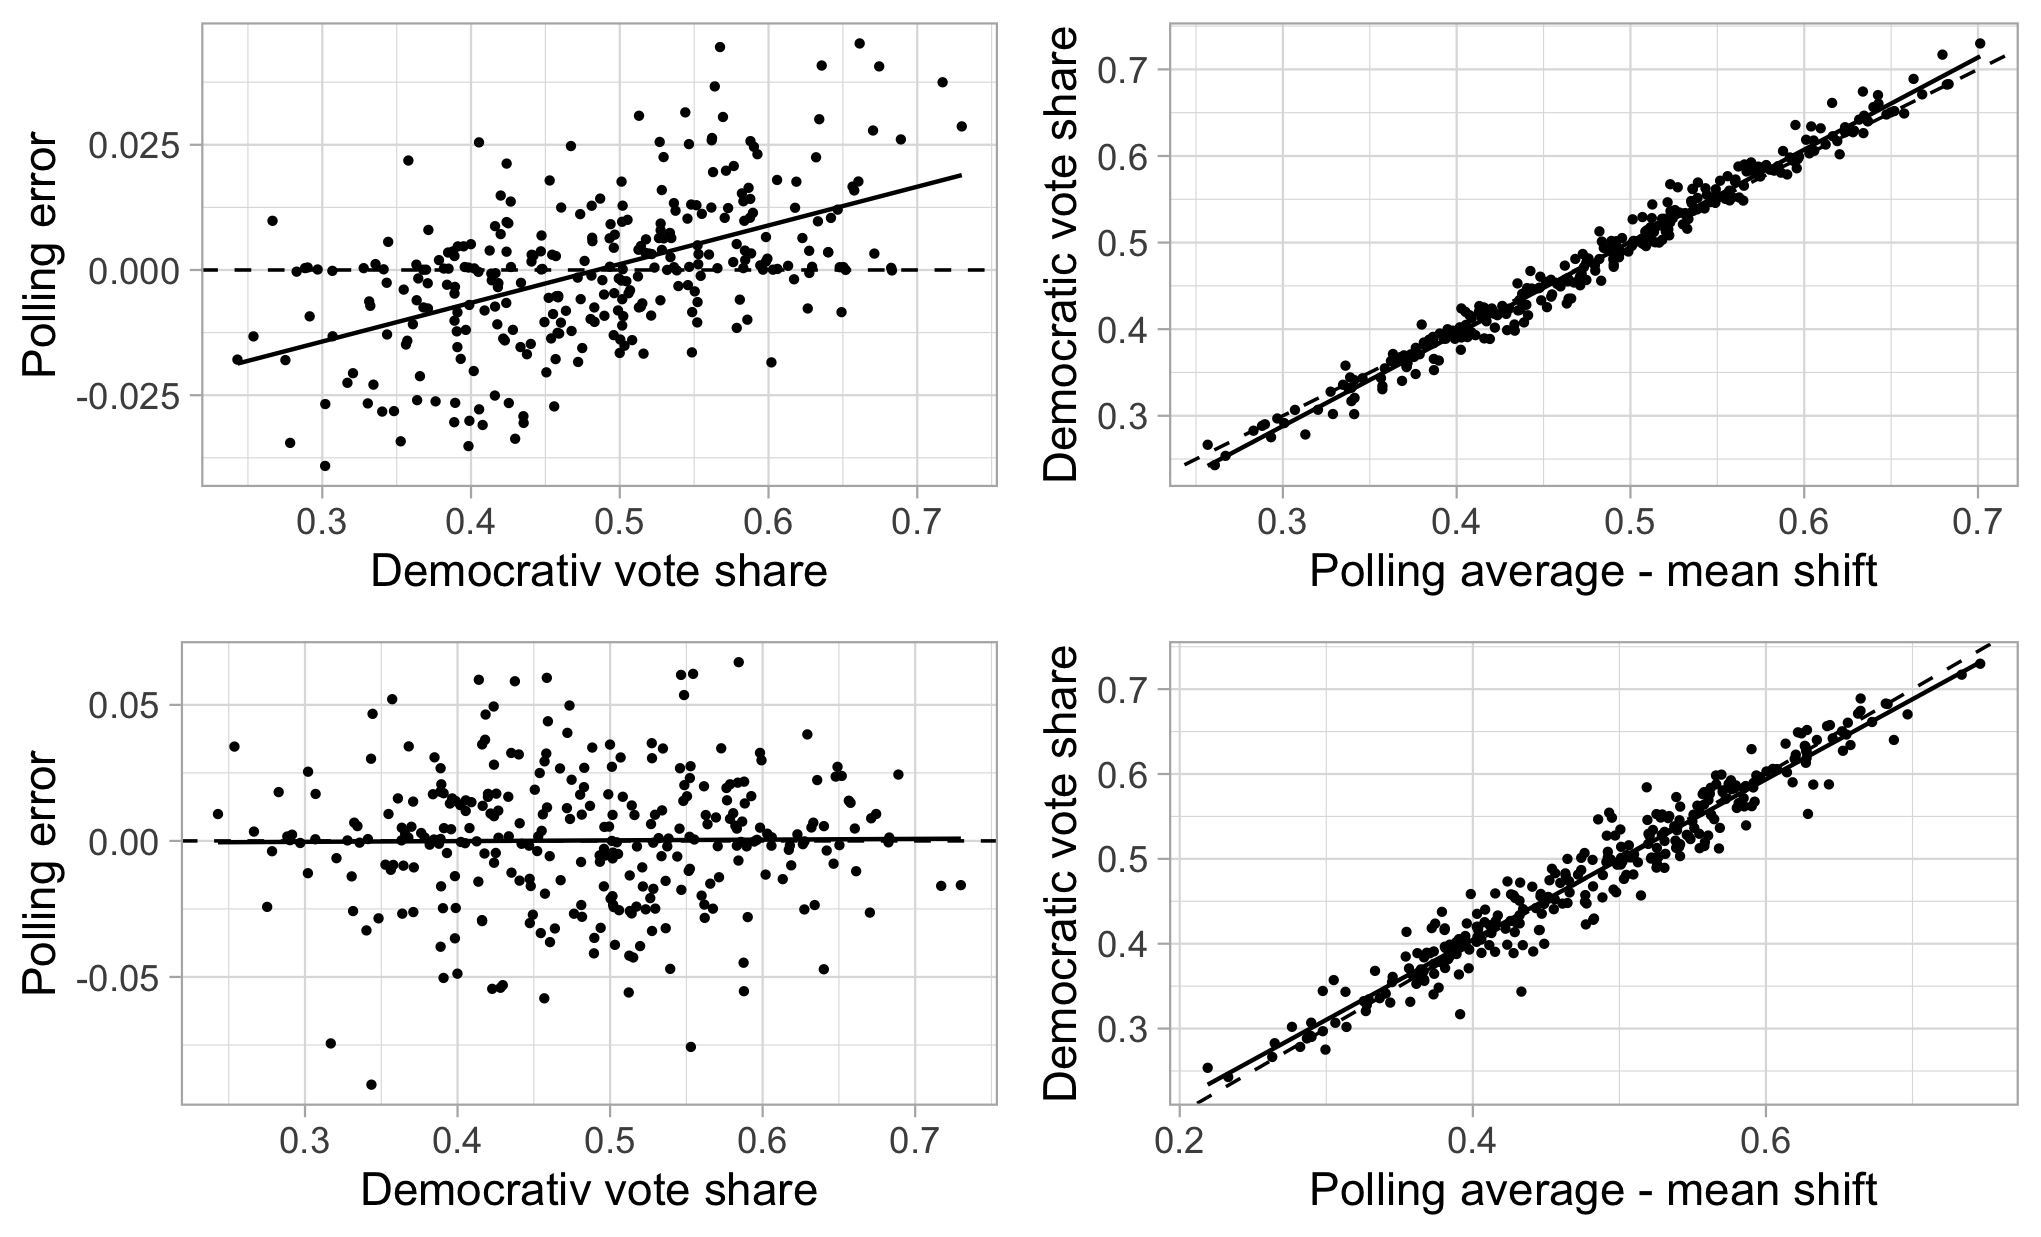 Polling error
0.025
0.000
-0.025
0.3 0.4 0.5 0.6 0.7
Democrativ vote share
Democratic vote share
0.7
0.6
0.5
0.4
0.3
0.3 0.4 0.5 0.6 0.7
Polling average - mean shift
Polling error
0.05
0.00
-0.05
0.3 0.4 0.5 0.6 0.7
Democrativ vote share
Democratic vote share
0.7
0.6
0.5
0.4
0.3
0.2 0.4 0.6
Polling average - mean shift